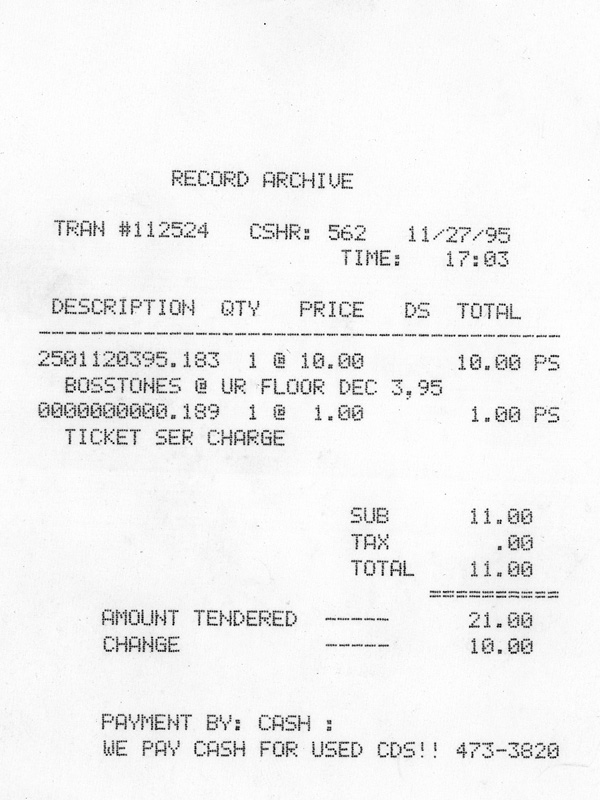 RECORD ARCHIVE
TRAN #112524 CSHR: 562 11/27/95
TIME: 17:03
DESCRIPTION QTY PRICE DS TOTAL
2501120395.183 1 @ 10.00 10.00 PS
BOSSTONES @ UR FLOOR DEC 3,95
0000000000.189 1 @ 1.00 1.00 PS
TICKET SER CHARGE
SUB 11.00
TAX .00
TOTAL 11.00
==========
AMOUNT TENDERED ----- 21.00
CHANGE ----- 10.00
PAYMENT BY: CASH :
WE PAY CASH FOR USED CDS!! 473-3820